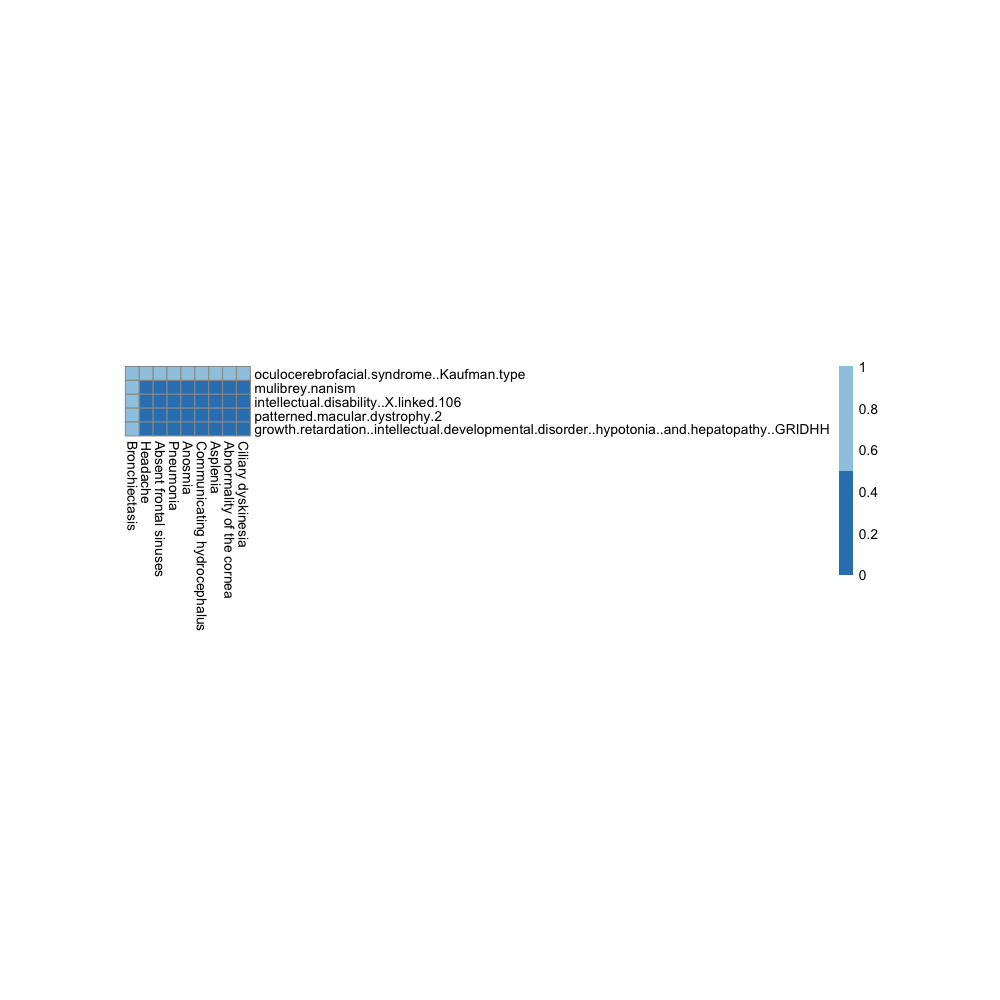 oculocerebrofacial.syndrome..Kaufman.type
mulibrey.nanism
intellectual.disability..X.linked.106
patterned.macular.dystrophy.2
growth.retardation..intellectual.developmental.disorder..hypotonia..and.hepatopathy..GRIDHH
Bronchiectasis
Headache
Absent frontal sinuses
Pneumonia
Anosmia
Communicating hydrocephalus
Asplenia
Abnormality of the cornea
Ciliary dyskinesia
1
0.8
0.6
0.4
0.2
0